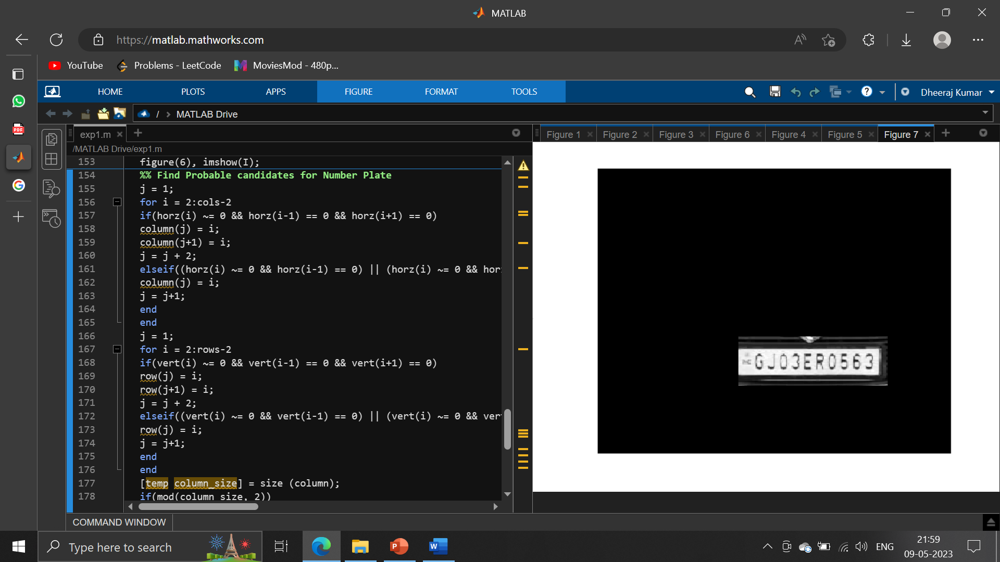 MATLAB
https://matlab.mathworks.com
YouTube
Problems - LeetCode
MoviesMod - 480p...
HOME
PLOTS
APPS
FIGURE
FORMAT
TOOLS
Dheeraj Kumar
/ > MATLAB Drive
exp1.m
/MATLAB Drive/exp1.m
153 figure(6), imshow(I);
154 %% Find Probable candidates for Number Plate
155 j = 1;
156 for i = 2:cols-2
157 if(horz(i) ~= 0 && horz(i-1) == 0 && horz(i+1) == 0)
158 column(j) = i;
159 column(j+1) = i;
160 j = j + 2;
161 elseif((horz(i) ~= 0 && horz(i-1) == 0) || (horz(i) ~= 0 && hor
162 column(j) = i;
163 j = j+1;
164 end
165 end
166 j = 1;
167 for i = 2:rows-2
168 if(vert(i) ~= 0 && vert(i-1) == 0 && vert(i+1) == 0)
169 row(j) = i;
170 row(j+1) = i;
171 j = j + 2;
172 elseif((vert(i) ~= 0 && vert(i-1) == 0) || (vert(i) ~= 0 && ver
173 row(j) = i;
174 j = j+1;
175 end
176 end
177 [temp column_size] = size (column);
178 if(mod(column_size, 2))
COMMAND WINDOW
Figure 1
Figure 2
Figure 3
Figure 6
Figure 4
Figure 5
Figure 7
GJ03ER0563
PDF
Type here to search
ENG
21:59
09-05-2023